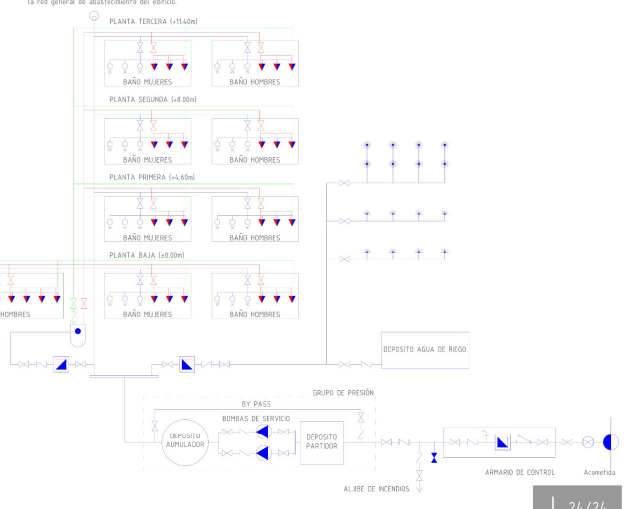 la red general de abastecimiento del edificio.
PLANTA TERCERA (+11.40m)
BAÑO MUJERES BAÑO HOMBRES
PLANTA SEGUNDA (+8.00m)
BAÑO MUJERES BAÑO HOMBRES
PLANTA PRIMERA (+4.60m)
BAÑO MUJERES BAÑO HOMBRES
PLANTA BAJA (±0.00m)
HOMBRES BAÑO MUJERES BAÑO HOMBRES
DEPOSITO AGUA DE RIEGO
GRUPO DE PRESIÓN
BY PASS
BOMBAS DE SERVICIO
DEPOSITO
AUMULADOR
DEPOSITO
PARTIDOR
ARMARIO DE CONTROL Acometida
ALJIBE DE INCENDIOS
24/24